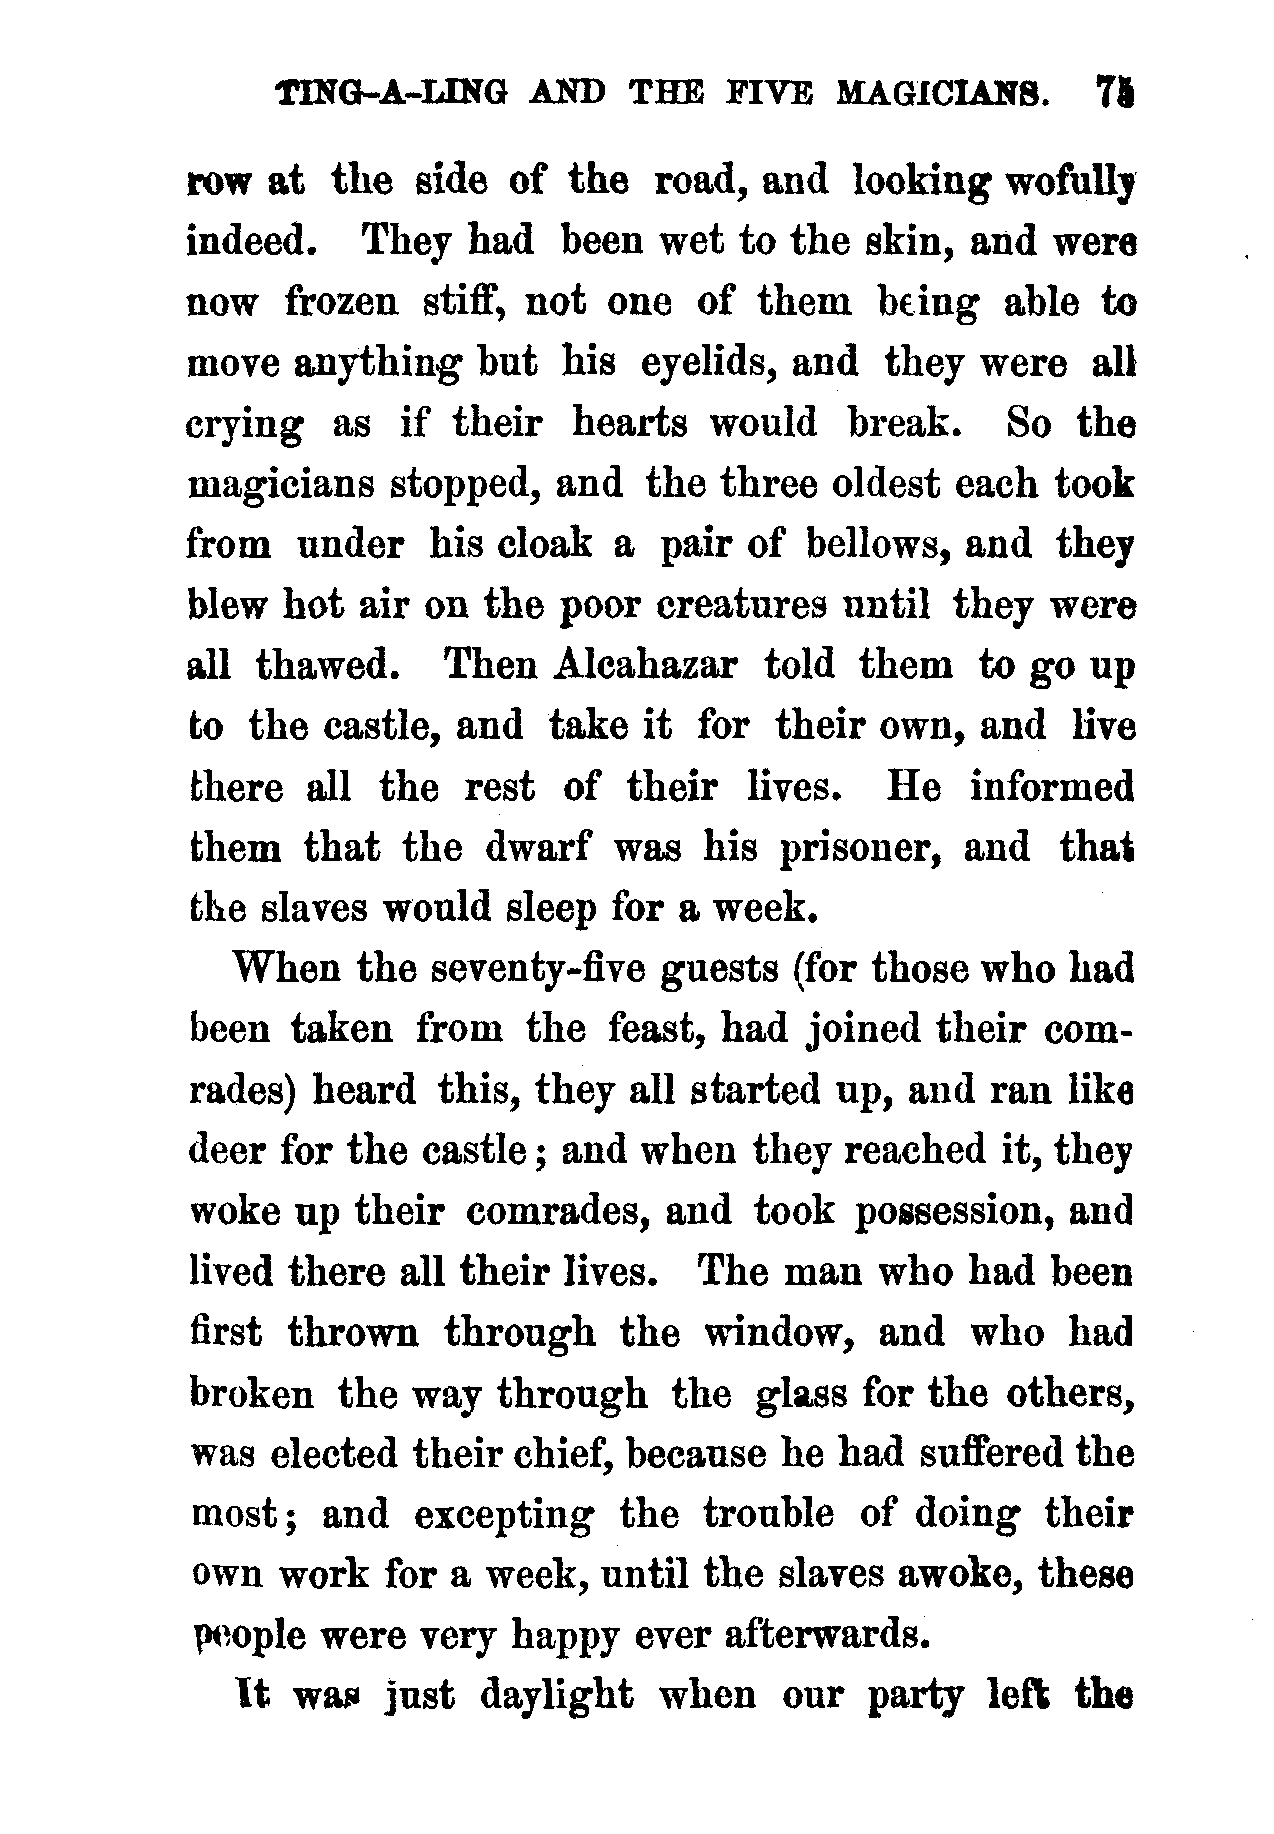 TING-A-LING AND THE FIVE MAGICIANS. 75
row at the side of the road, and looking wofully
indeed. They had been wet to the skin, and were
now frozen stiff, not one of them being able to
move anything but his eyelids, and they were all
crying as if their hearts would break. So the
magicians stopped, and the three oldest each took
from under his cloak a pair of bellows, and they
blew hot air on the poor creatures until they were
all thawed. Then Alcahazar told them to go up
to the castle, and take it for their own, and live
there all the rest of their lives. He informed
them that the dwarf was his prisoner, and that
the slaves would sleep for a week.
When the seventy-five guests (for those who had
been taken from the feast, had joined their com-
rades) heard this, they all started up, and ran like
deer for the castle; and when they reached it, they
woke up their comrades, and took possession, and
lived there all their lives. The man who had been
first thrown through the window, and who had
broken the way through the glass for the others,
was elected their chief, because he had suffered the
most; and excepting the trouble of doing their
own work for a week, until the slaves awoke, these
people were very happy ever afterwards.
It was just daylight when our party left the